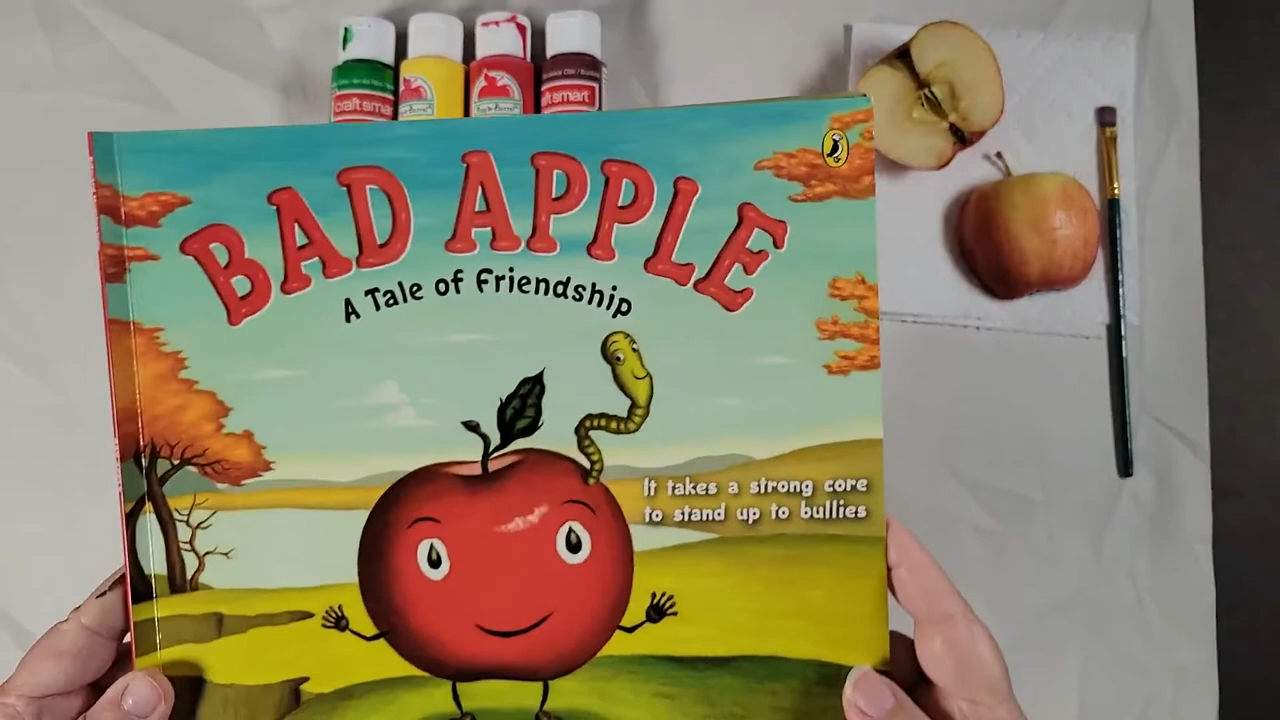 craft smart
craft smart
BAD APPLE
A Tale of Friendship
It takes a strong core
to stand up to bullies